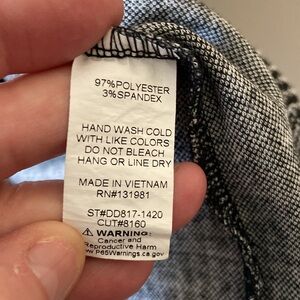 97%POLYESTER
3%SPANDEX
HAND WASH COLD
WITH LIKE COLORS
DO NOT BLEACH
HANG OR LINE DRY
MADE IN VIETNAM
RN#131981
ST#DD817-1420
CUT#8160
⚠ WARNING:
Cancer and
Reproductive Harm
www.P65Warnings.ca.gov